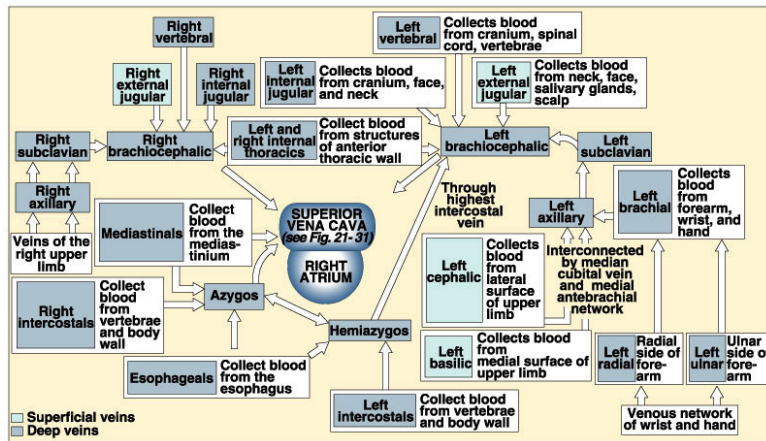 Right
vertebral
Left
vertebral
Collects blood
from cranium, spinal
cord, vertebrae
Right
external
jugular
Right
internal
jugular
Left
internal
jugular
Collects blood
from cranium, face,
and neck
Left
external
jugular
Collects blood
from neck, face,
salivary glands,
scalp
Right
subclavian
Right
brachiocephalic
Left and
right internal
thoracics
Collect blood
from structures of
anterior
thoracic wall
Left
brachiocephalic
Left
subclavian
Right
axillary
Veins of the
right upper
limb
Mediastinals
Collect
blood
from the
medias-
tinium
SUPERIOR
VENA CAVA
(see Fig. 21- 31)
RIGHT
ATRIUM
Through
highest
intercostal
vein
Left
axillary
Left
brachial
Collects
blood from
forearm,
wrist, and
hand
Left
cephalic
Collects
blood from
lateral
surface
of upper
limb
Interconnected
by median
cubital vein
and medial
antebrachial
network
Right
intercostals
Collect
blood from
vertebrae
and body
wall
Azygos
Hemiazygos
Left
basilic
Collects blood
from
medial surface
of upper limb
Left
radial
Radial
side of
fore-
arm
Left
ulnar
Ulnar
side of
fore-
arm
Esophageals
Collect blood
from the
esophagus
Left
intercostals
Collect blood
from vertebrae
and body wall
Venous network
of wrist and hand
Superficial veins
Deep veins